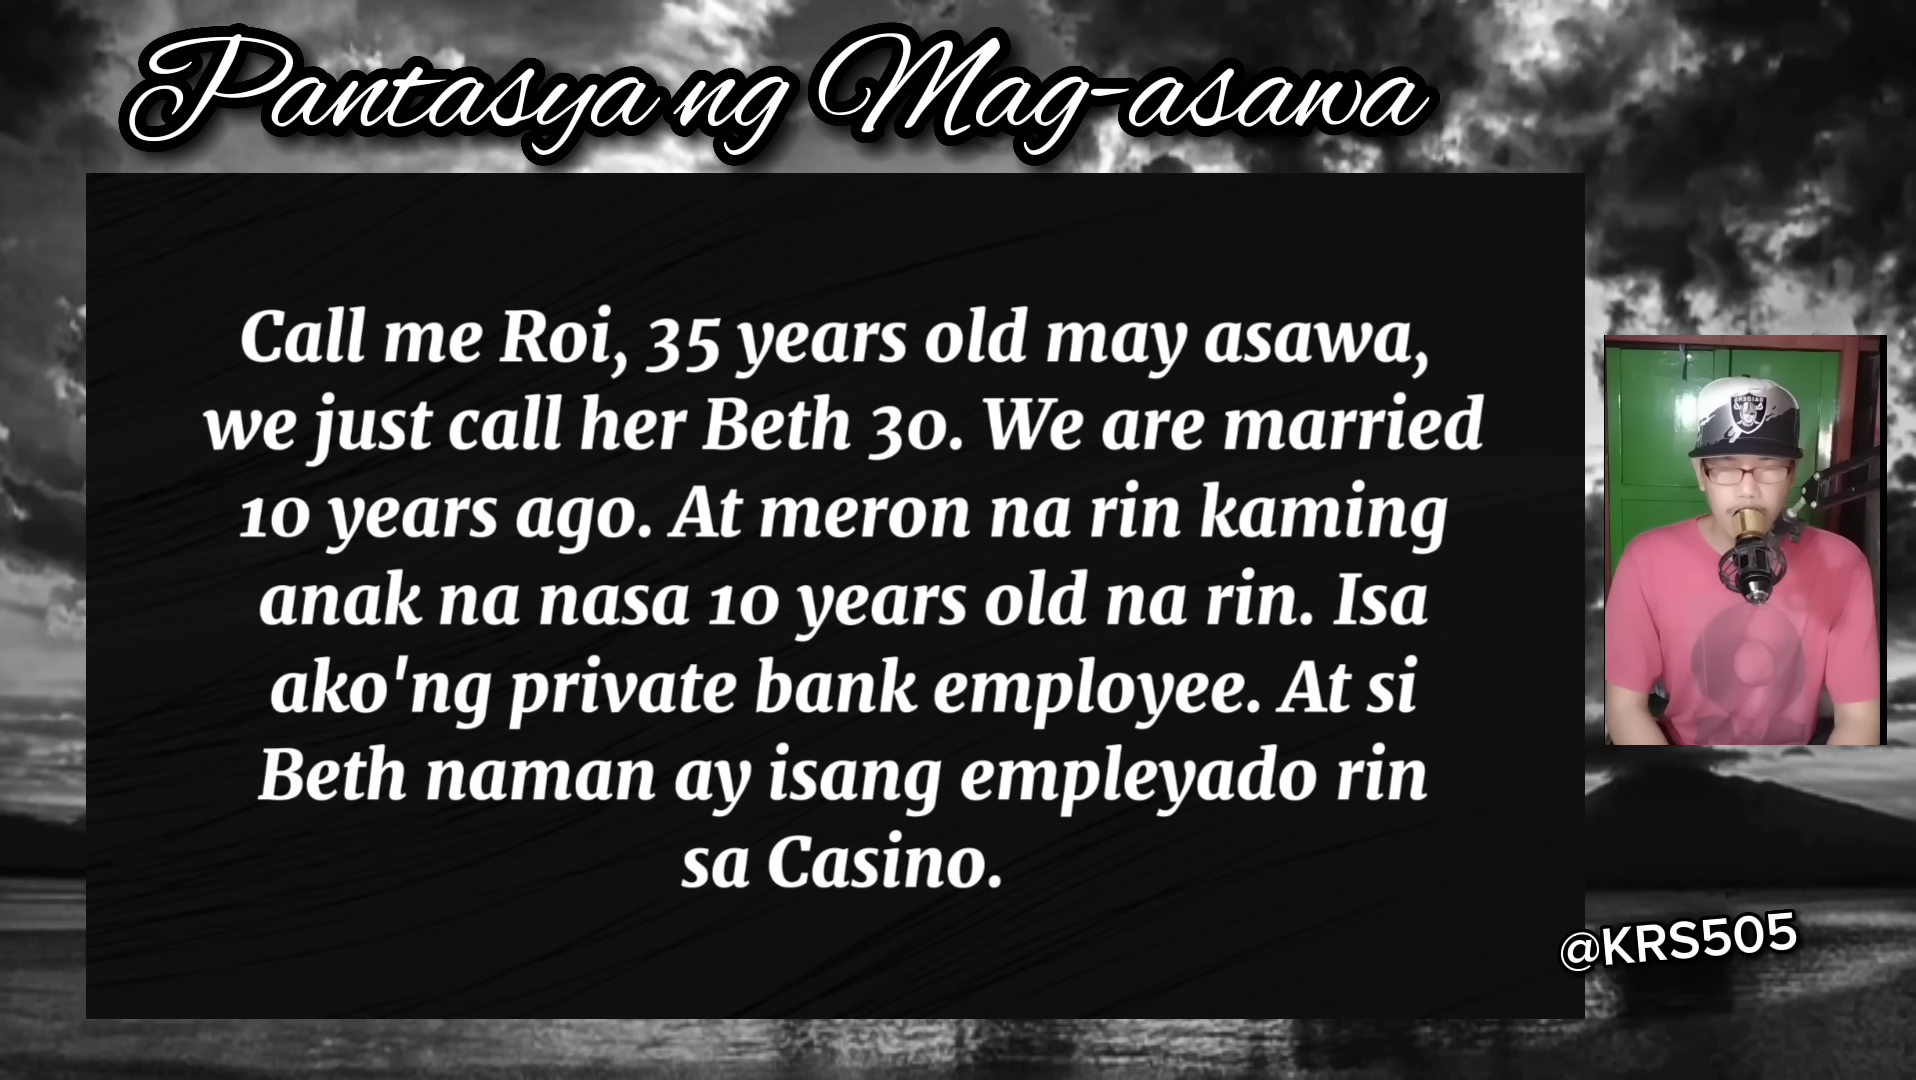 Pantasya ng Mag-asawa
Call me Roi, 35 years old may asawa,
we just call her Beth 30. We are married
10 years ago. At meron na rin kaming
anak na nasa 10 years old na rin. Isa
ako'ng private bank employee. At si
Beth naman ay isang empleyado rin
sa Casino.
RAIDERS
@KRS505